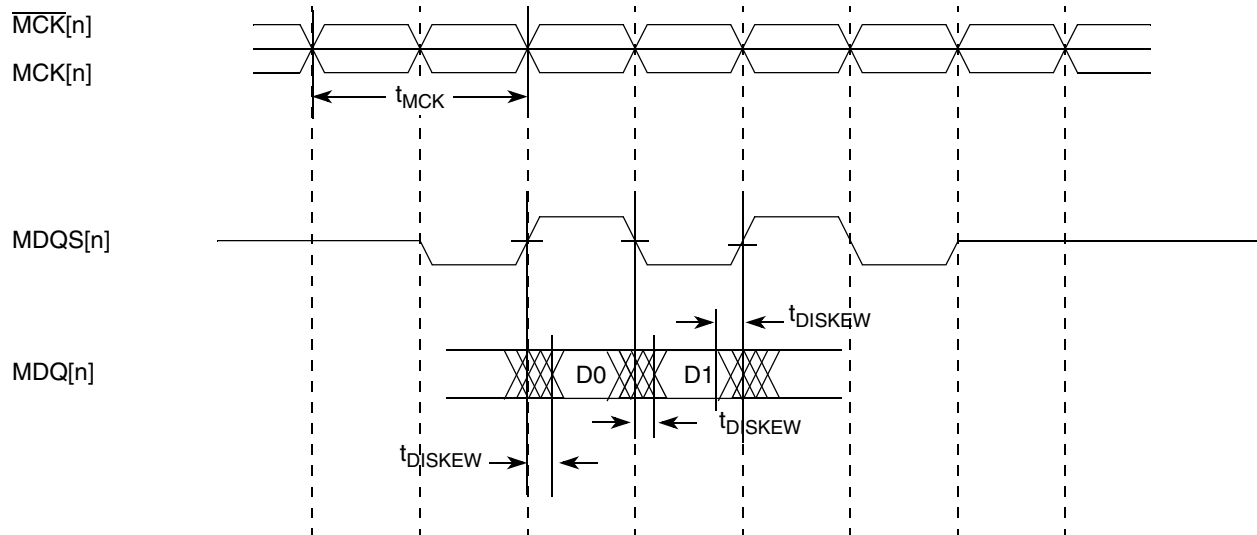 MCK[n]
MCK[n]
tMCK
MDQS[n]
tDISKEW
MDQ[n]
D0
D1
tDISKEW
tDISKEW